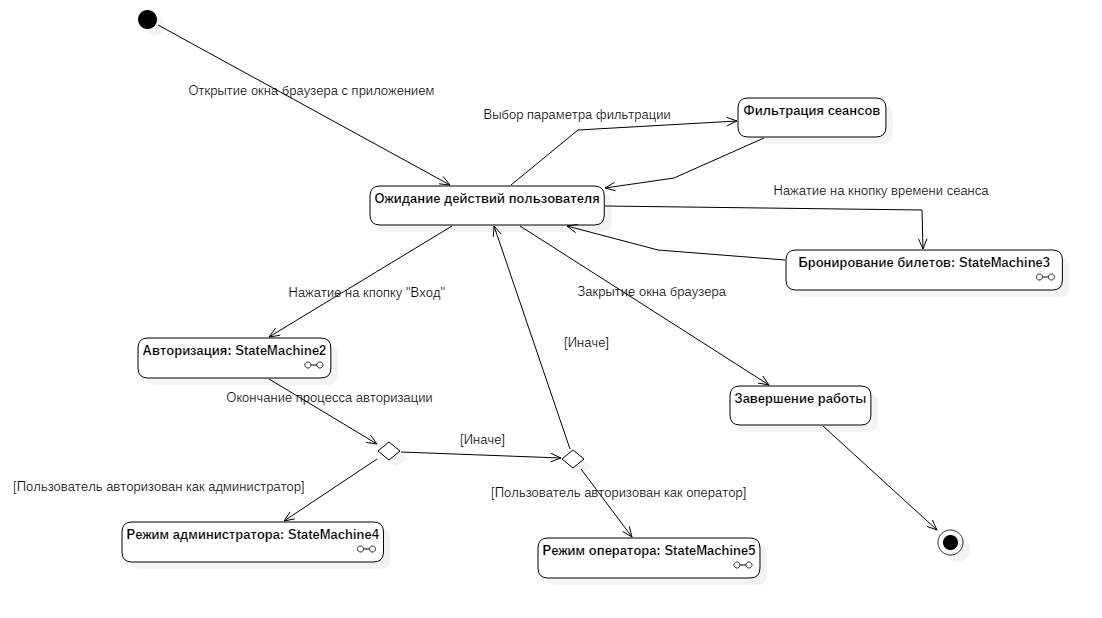 Открытие окна браузера с приложением
Выбор параметра фильтрации
Фильтрация сеансов
Ожидание действий пользователя
Нажатие на кнопку времени сеанса
Бронирование билетов: StateMachine3
Нажатие на кпопку "Вход"
Закрытие окна браузера
[Иначе]
Авторизация: StateMachine2
Окончание процесса авторизации
Завершение работы
[Иначе]
[Пользователь авторизован как администратор]
[Пользователь авторизован как оператор]
Режим администратора: StateMachine4
Режим оператора: StateMachine5